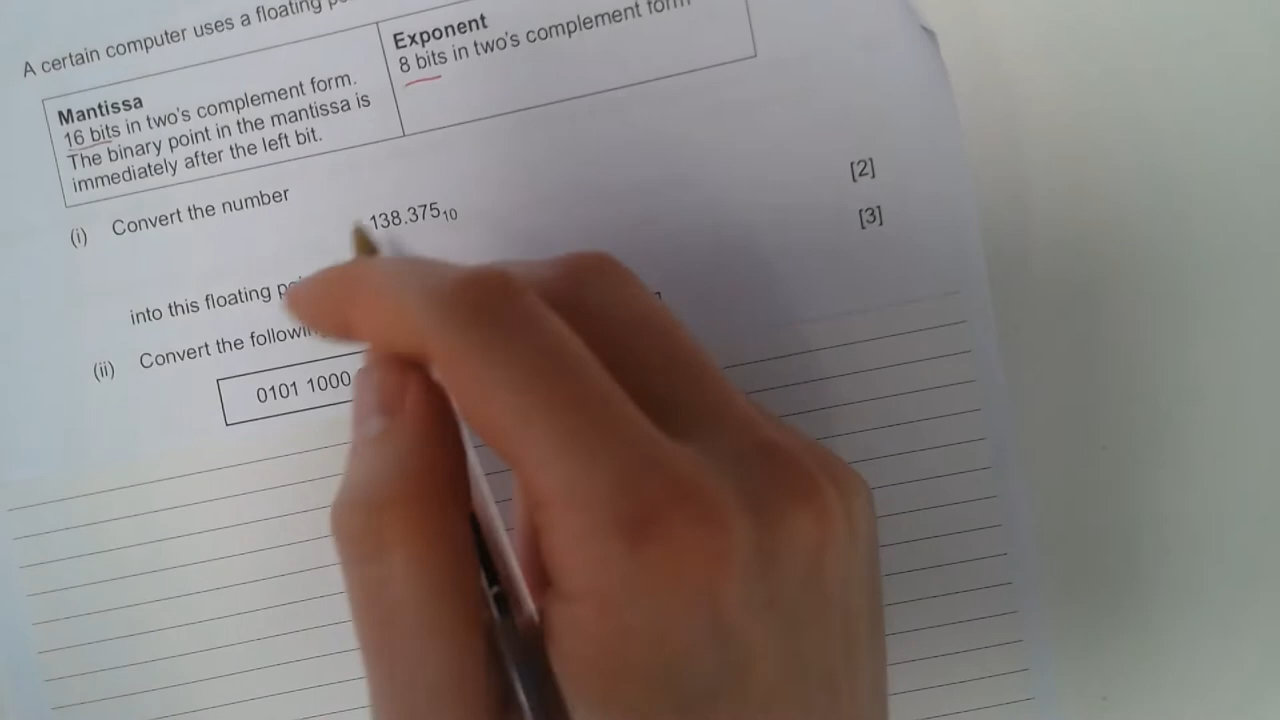 A certain computer uses a floating
Mantissa
16 bits in two's complement form.
The binary point in the mantissa is
immediately after the left bit.
Exponent
8 bits in two's complement form
(i) Convert the number
[2]
138.375₁₀
[3]
into this floating
(ii) Convert the following
0101 1000